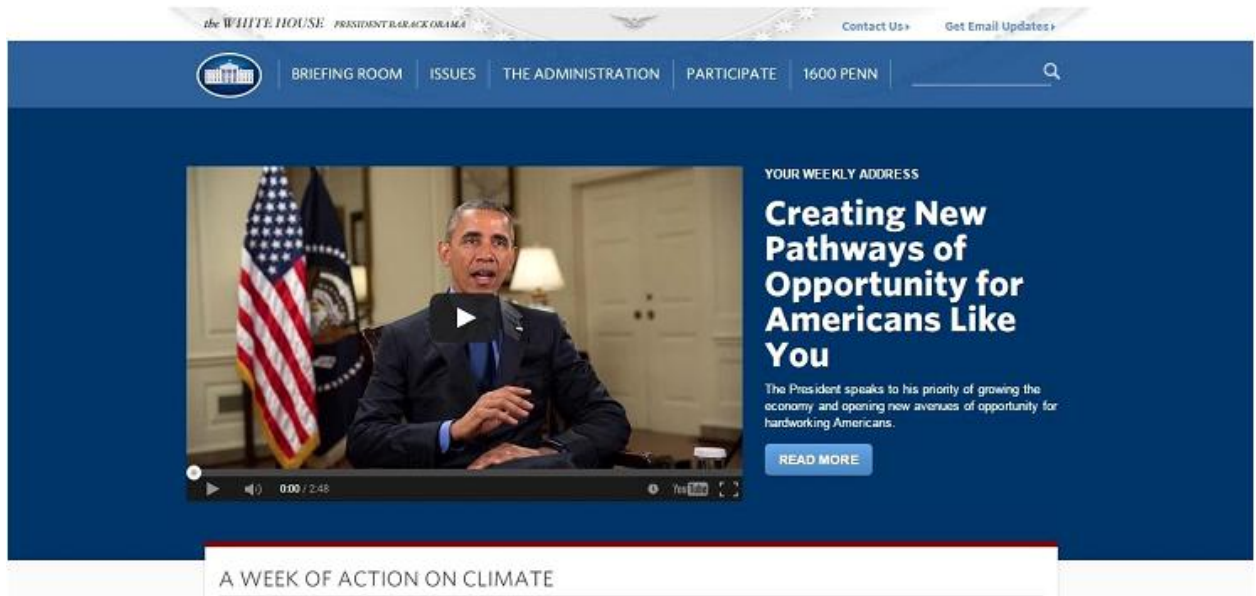 the WHITE HOUSE PRESIDENT BARACK OBAMA
Contact Us
Get Email Updates
BRIEFING ROOM
ISSUES
THE ADMINISTRATION
PARTICIPATE
1600 PENN
YOUR WEEKLY ADDRESS
Creating New
Pathways of
Opportunity for
Americans Like
You
The President speaks to his priority of growing the
economy and opening new avenues of opportunity for
hardworking Americans.
READ MORE
0:00 / 2:48
YouTube
A WEEK OF ACTION ON CLIMATE